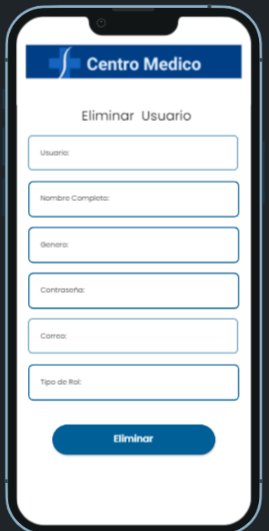 Centro Medico
Eliminar Usuario
Usuario:
Nombre Completo:
Genero:
Contraseña:
Correo:
Tipo de Rol:
Eliminar